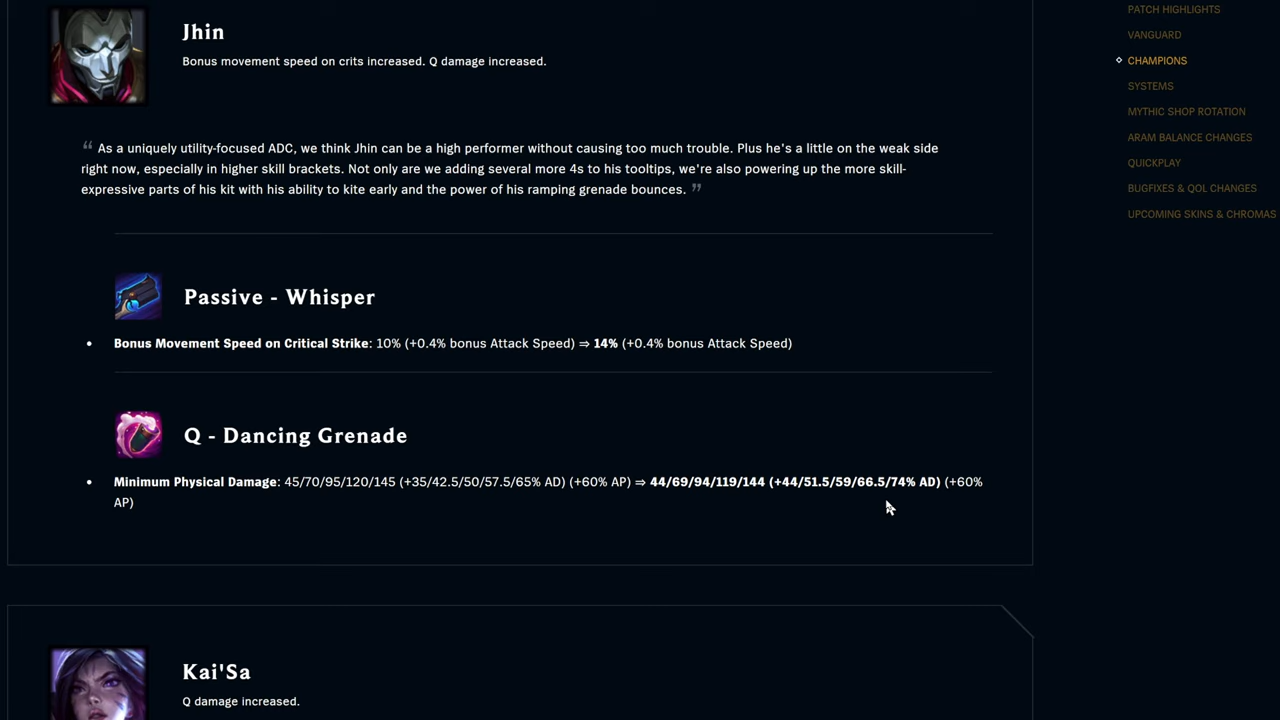 Jhin
Bonus movement speed on crits increased. Q damage increased.
“ As a uniquely utility-focused ADC, we think Jhin can be a high performer without causing too much trouble. Plus he's a little on the weak side
right now, especially in higher skill brackets. Not only are we adding several more 4s to his tooltips, we're also powering up the more skill-
expressive parts of his kit with his ability to kite early and the power of his ramping grenade bounces. ”
Passive - Whisper
• Bonus Movement Speed on Critical Strike: 10% (+0.4% bonus Attack Speed) ⇒ 14% (+0.4% bonus Attack Speed)
Q - Dancing Grenade
• Minimum Physical Damage: 45/70/95/120/145 (+35/42.5/50/57.5/65% AD) (+60% AP) ⇒ 44/69/94/119/144 (+44/51.5/59/66.5/74% AD) (+60%
AP)
Kai'Sa
Q damage increased.
PATCH HIGHLIGHTS
VANGUARD
CHAMPIONS
SYSTEMS
MYTHIC SHOP ROTATION
ARAM BALANCE CHANGES
QUICKPLAY
BUGFIXES & QOL CHANGES
UPCOMING SKINS & CHROMAS